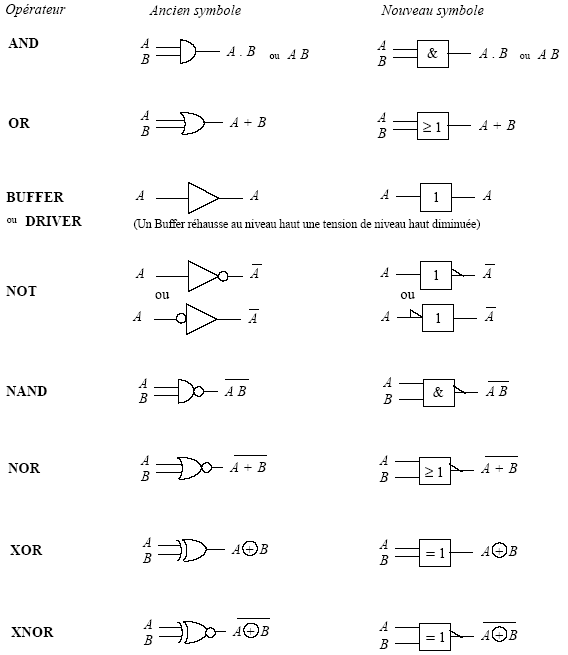 Opérateur Ancien symbole Nouveau symbole
AND A B A . B ou A B A B & A . B ou A B
OR A B A + B A B ≥ 1 A + B
BUFFER A A A 1 A
ou DRIVER (Un Buffer réhausse au niveau haut une tension de niveau haut diminuée)
A A̅ A 1 A̅
NOT ou ou
A A̅ A 1 A̅
NAND A B A̅ B̅ A B & A̅ B̅
NOR A B A̅ ̅+̅ ̅B̅ A B ≥ 1 A̅ ̅+̅ ̅B̅
XOR A B A⊕B A B = 1 A⊕B
XNOR A B A̅⊕̅B̅ A B = 1 A̅⊕̅B̅